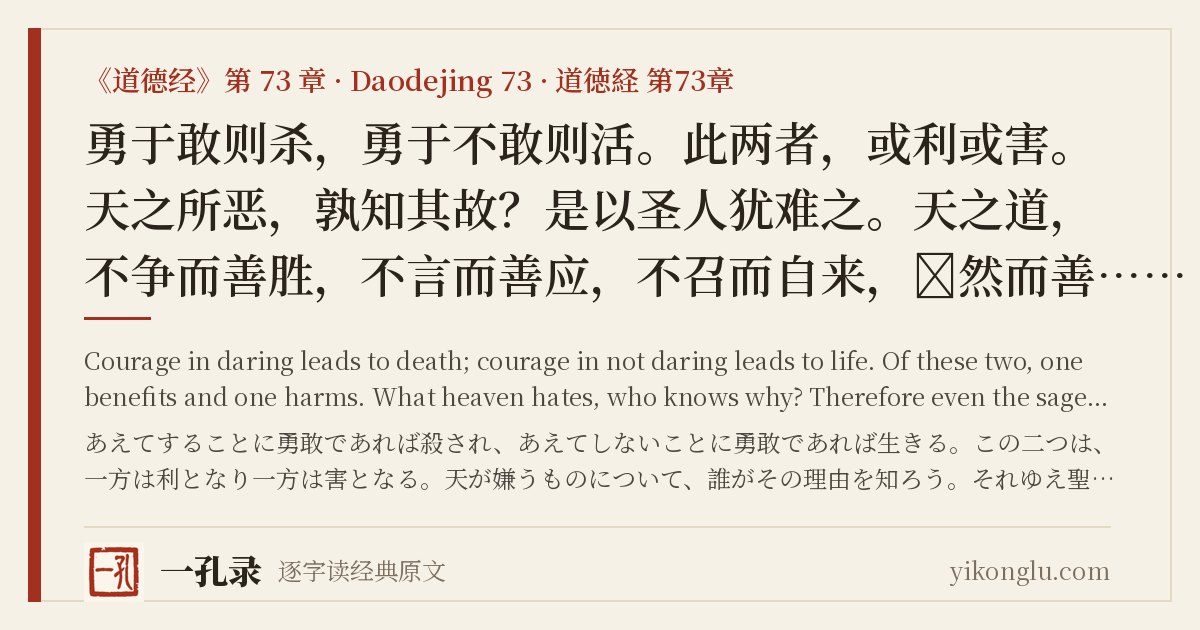 《道德经》第 73 章 · Daodejing 73 · 道徳経 第73章
勇于敢则杀，勇于不敢则活。此两者，或利或害。
天之所恶，孰知其故？是以圣人犹难之。天之道，
不争而善胜，不言而善应，不召而自来，然而善……
Courage in daring leads to death; courage in not daring leads to life. Of these two, one
benefits and one harms. What heaven hates, who knows why? Therefore even the sage...
あえてすることに勇敢であれば殺され、あえてしないことに勇敢であれば生きる。この二つは、
一方は利となり一方は害となる。天が嫌うものについて、誰がその理由を知ろう。それゆえ聖…
一孔
一孔录 逐字读经典原文
yikonglu.com